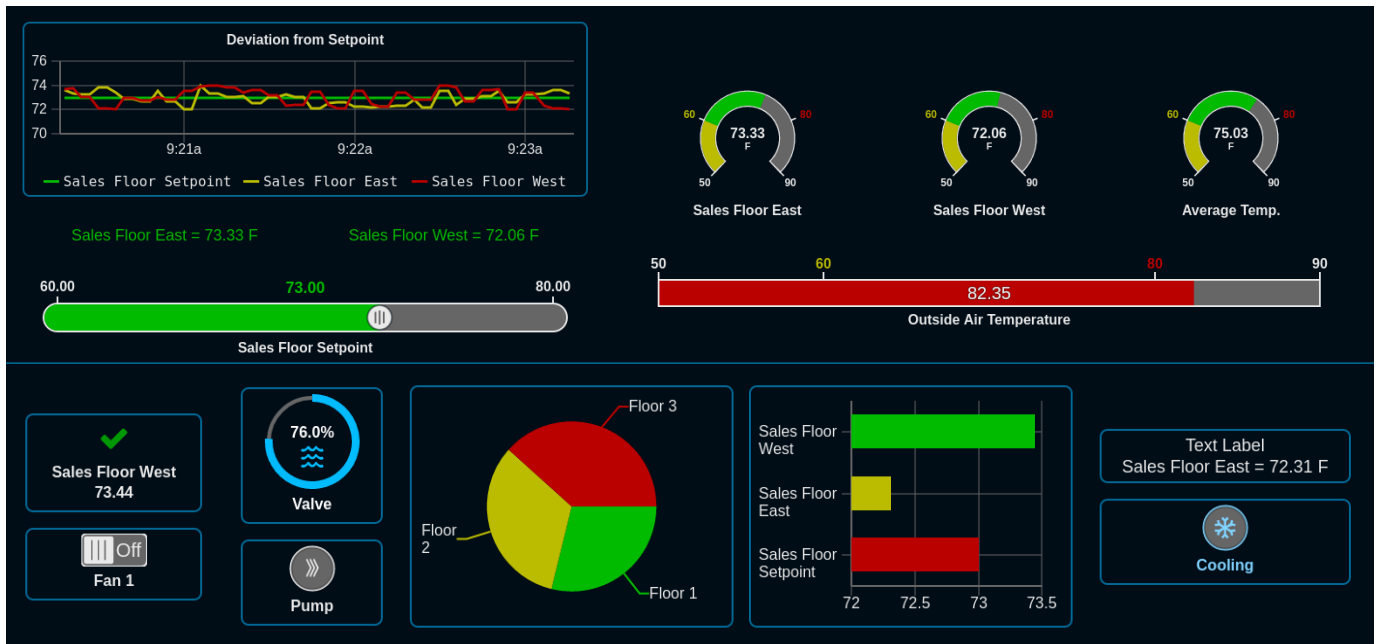 Deviation from Setpoint
76
74
72
70
9:21a 9:22a 9:23a
Sales Floor Setpoint Sales Floor East Sales Floor West
60 80
73.33
F
50 90
Sales Floor East
60 80
72.06
F
50 90
Sales Floor West
60 80
75.03
F
50 90
Average Temp.
Sales Floor East = 73.33 F Sales Floor West = 72.06 F
60.00 73.00 80.00
Sales Floor Setpoint
50 60 80 90
82.35
Outside Air Temperature
Sales Floor West
73.44
Off
Fan 1
76.0%
Valve
Pump
Floor 3
Floor
2
Floor 1
Sales Floor
West
Sales Floor
East
Sales Floor
Setpoint
72 72.5 73 73.5
Text Label
Sales Floor East = 72.31 F
Cooling